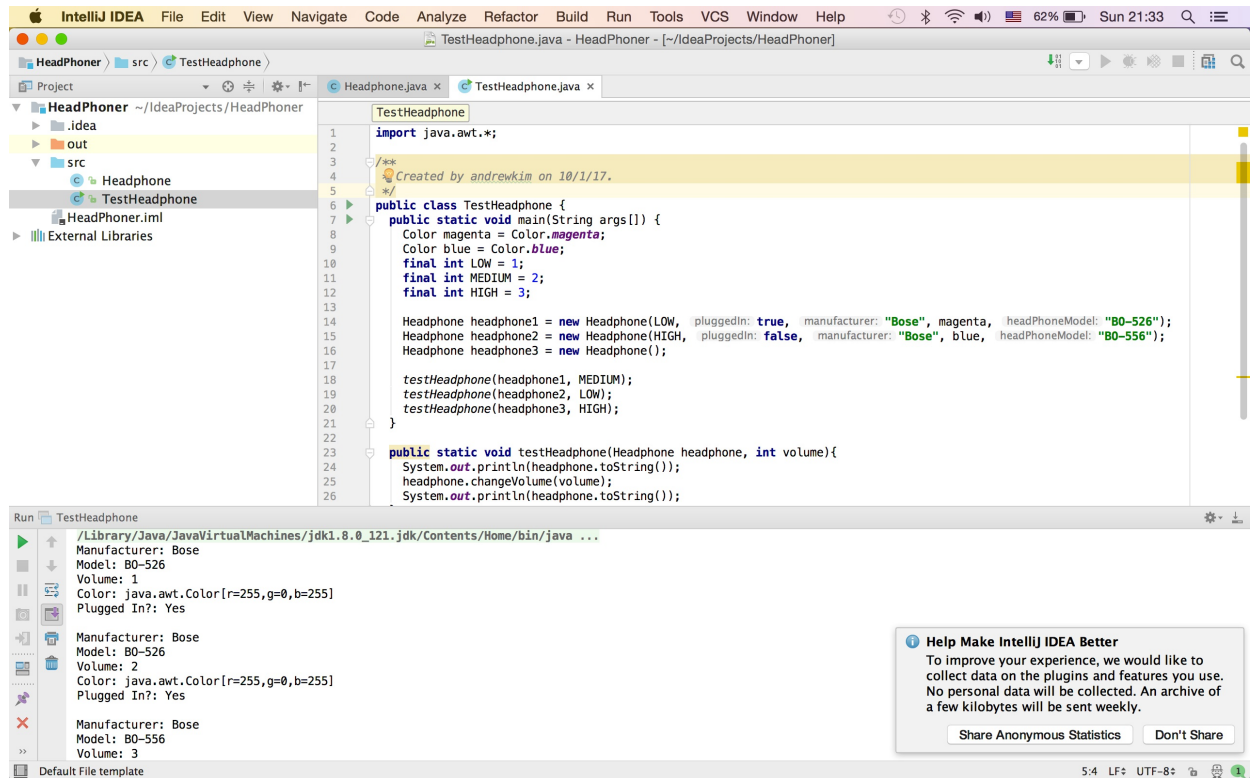 IntelliJ IDEA File Edit View Navigate Code Analyze Refactor Build Run Tools VCS Window Help 62% Sun 21:33
TestHeadphone.java - HeadPhoner - [~/IdeaProjects/HeadPhoner]
HeadPhoner src TestHeadphone
Project
Headphone.java × TestHeadphone.java ×
HeadPhoner ~/IdeaProjects/HeadPhoner
.idea
out
src
Headphone
TestHeadphone
HeadPhoner.iml
External Libraries
TestHeadphone
1 import java.awt.*;
2
3 /**
4 * Created by andrewkim on 10/1/17.
5 */
6 public class TestHeadphone {
7 public static void main(String args[]) {
8 Color magenta = Color.magenta;
9 Color blue = Color.blue;
10 final int LOW = 1;
11 final int MEDIUM = 2;
12 final int HIGH = 3;
13
14 Headphone headphone1 = new Headphone(LOW, pluggedIn: true, manufacturer: "Bose", magenta, headPhoneModel: "BO-526");
15 Headphone headphone2 = new Headphone(HIGH, pluggedIn: false, manufacturer: "Bose", blue, headPhoneModel: "BO-556");
16 Headphone headphone3 = new Headphone();
17
18 testHeadphone(headphone1, MEDIUM);
19 testHeadphone(headphone2, LOW);
20 testHeadphone(headphone3, HIGH);
21 }
22
23 public static void testHeadphone(Headphone headphone, int volume){
24 System.out.println(headphone.toString());
25 headphone.changeVolume(volume);
26 System.out.println(headphone.toString());
Run TestHeadphone
/Library/Java/JavaVirtualMachines/jdk1.8.0_121.jdk/Contents/Home/bin/java ...
Manufacturer: Bose
Model: BO-526
Volume: 1
Color: java.awt.Color[r=255,g=0,b=255]
Plugged In?: Yes
Manufacturer: Bose
Model: BO-526
Volume: 2
Color: java.awt.Color[r=255,g=0,b=255]
Plugged In?: Yes
Manufacturer: Bose
Model: BO-556
Volume: 3
Help Make IntelliJ IDEA Better
To improve your experience, we would like to
collect data on the plugins and features you use.
No personal data will be collected. An archive of
a few kilobytes will be sent weekly.
Share Anonymous Statistics Don't Share
Default File template
5:4 LF÷ UTF-8÷ 1